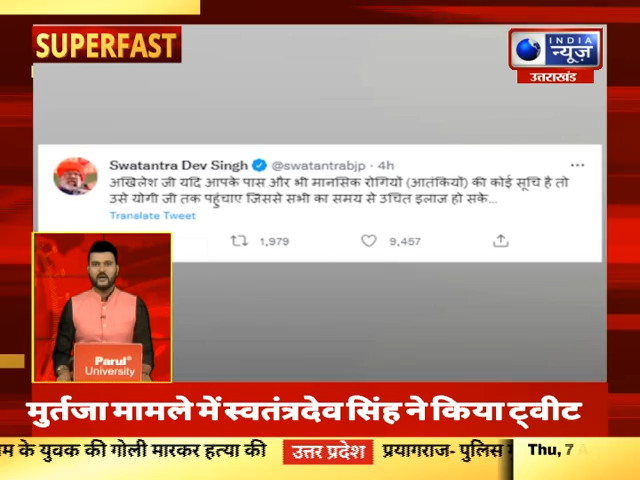 SUPERFAST
INDIA
न्यूज़
उत्तराखंड
Swatantra Dev Singh @swatantrabjp · 4h
अखिलेश जी यदि आपके पास और भी मानसिक रोगियों (आतंकियो) की कोई सूचि है तो
उसे योगी जी तक पहुंचाए जिससे सभी का समय से उचित इलाज हो सके...
Translate Tweet
1,979 9,457
Parul
University
मुर्तजा मामले में स्वतंत्रदेव सिंह ने किया ट्वीट
के युवक की गोली मारकर हत्या की उत्तर प्रदेश प्रयागराज- पुलिस Thu, 7